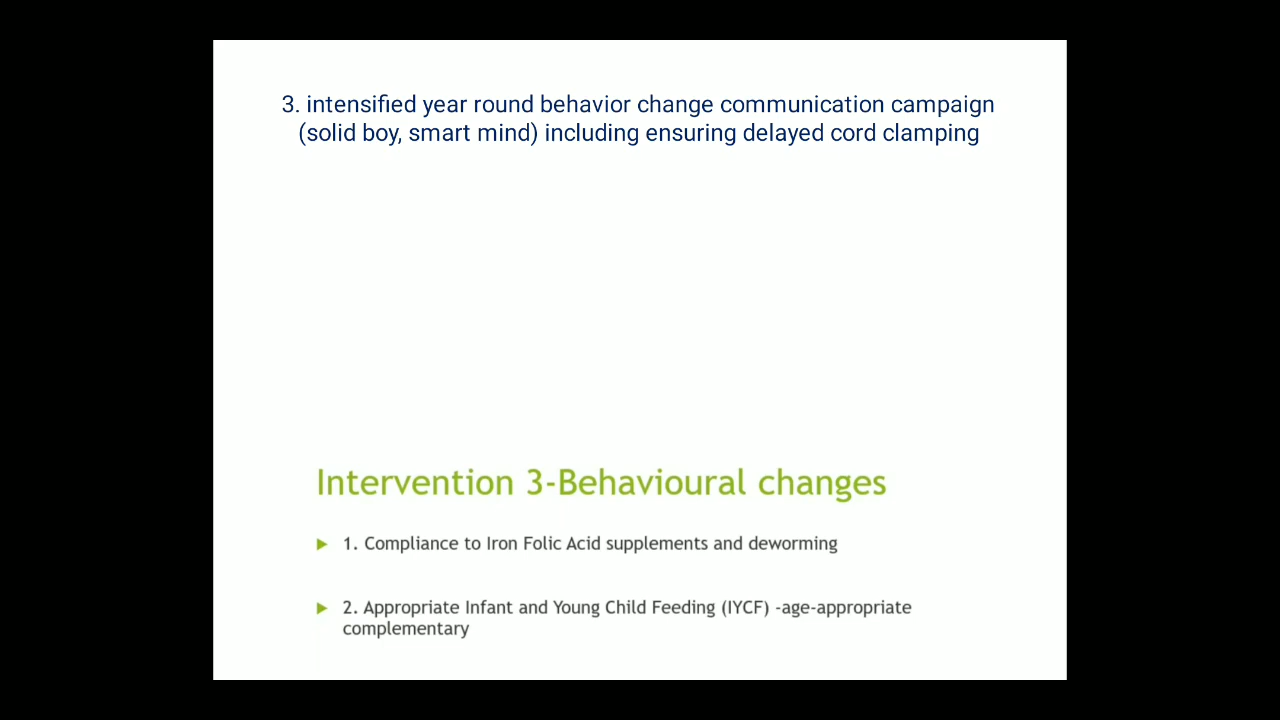 3. intensified year round behavior change communication campaign
(solid boy, smart mind) including ensuring delayed cord clamping
Intervention 3-Behavioural changes
1. Compliance to Iron Folic Acid supplements and deworming
2. Appropriate Infant and Young Child Feeding (IYCF) -age-appropriate
complementary